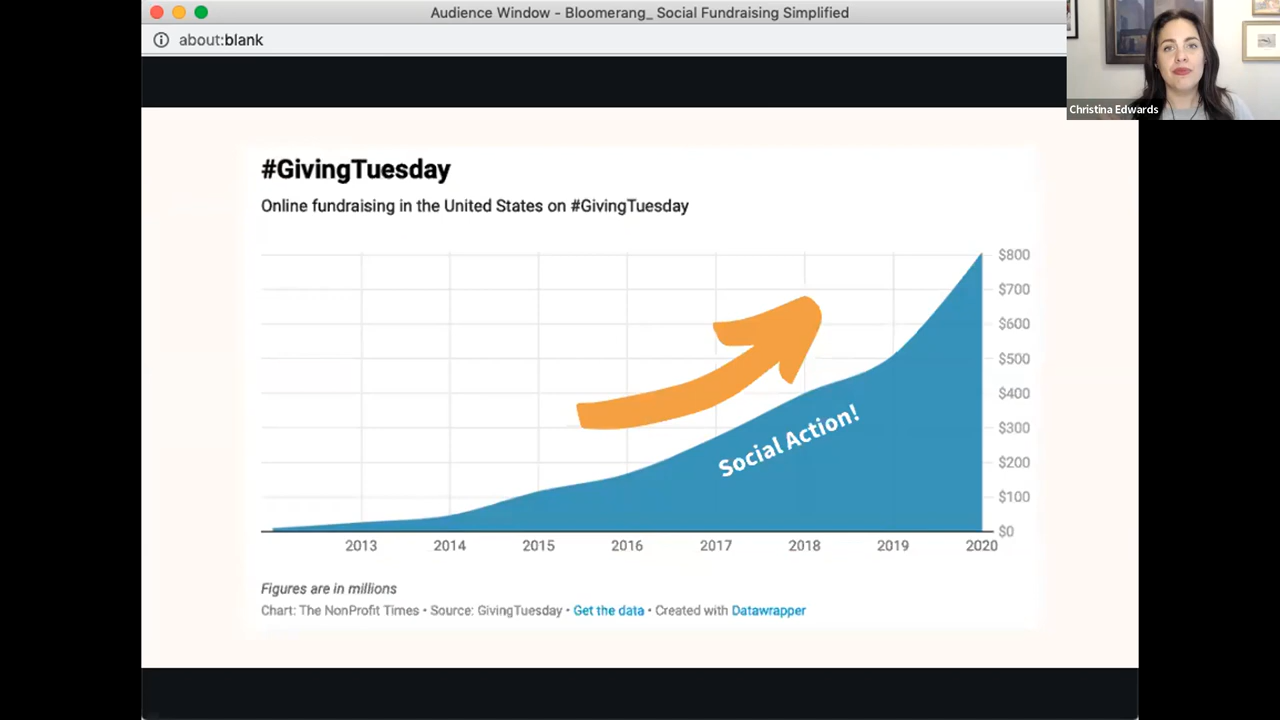 Audience Window - Bloomerang_ Social Fundraising Simplified
about:blank
Christina Edwards
#GivingTuesday
Online fundraising in the United States on #GivingTuesday
$800
$700
$600
$500
$400
$300
$200
$100
$0
Social Action!
2013 2014 2015 2016 2017 2018 2019 2020
Figures are in millions
Chart: The NonProfit Times • Source: GivingTuesday • Get the data • Created with Datawrapper